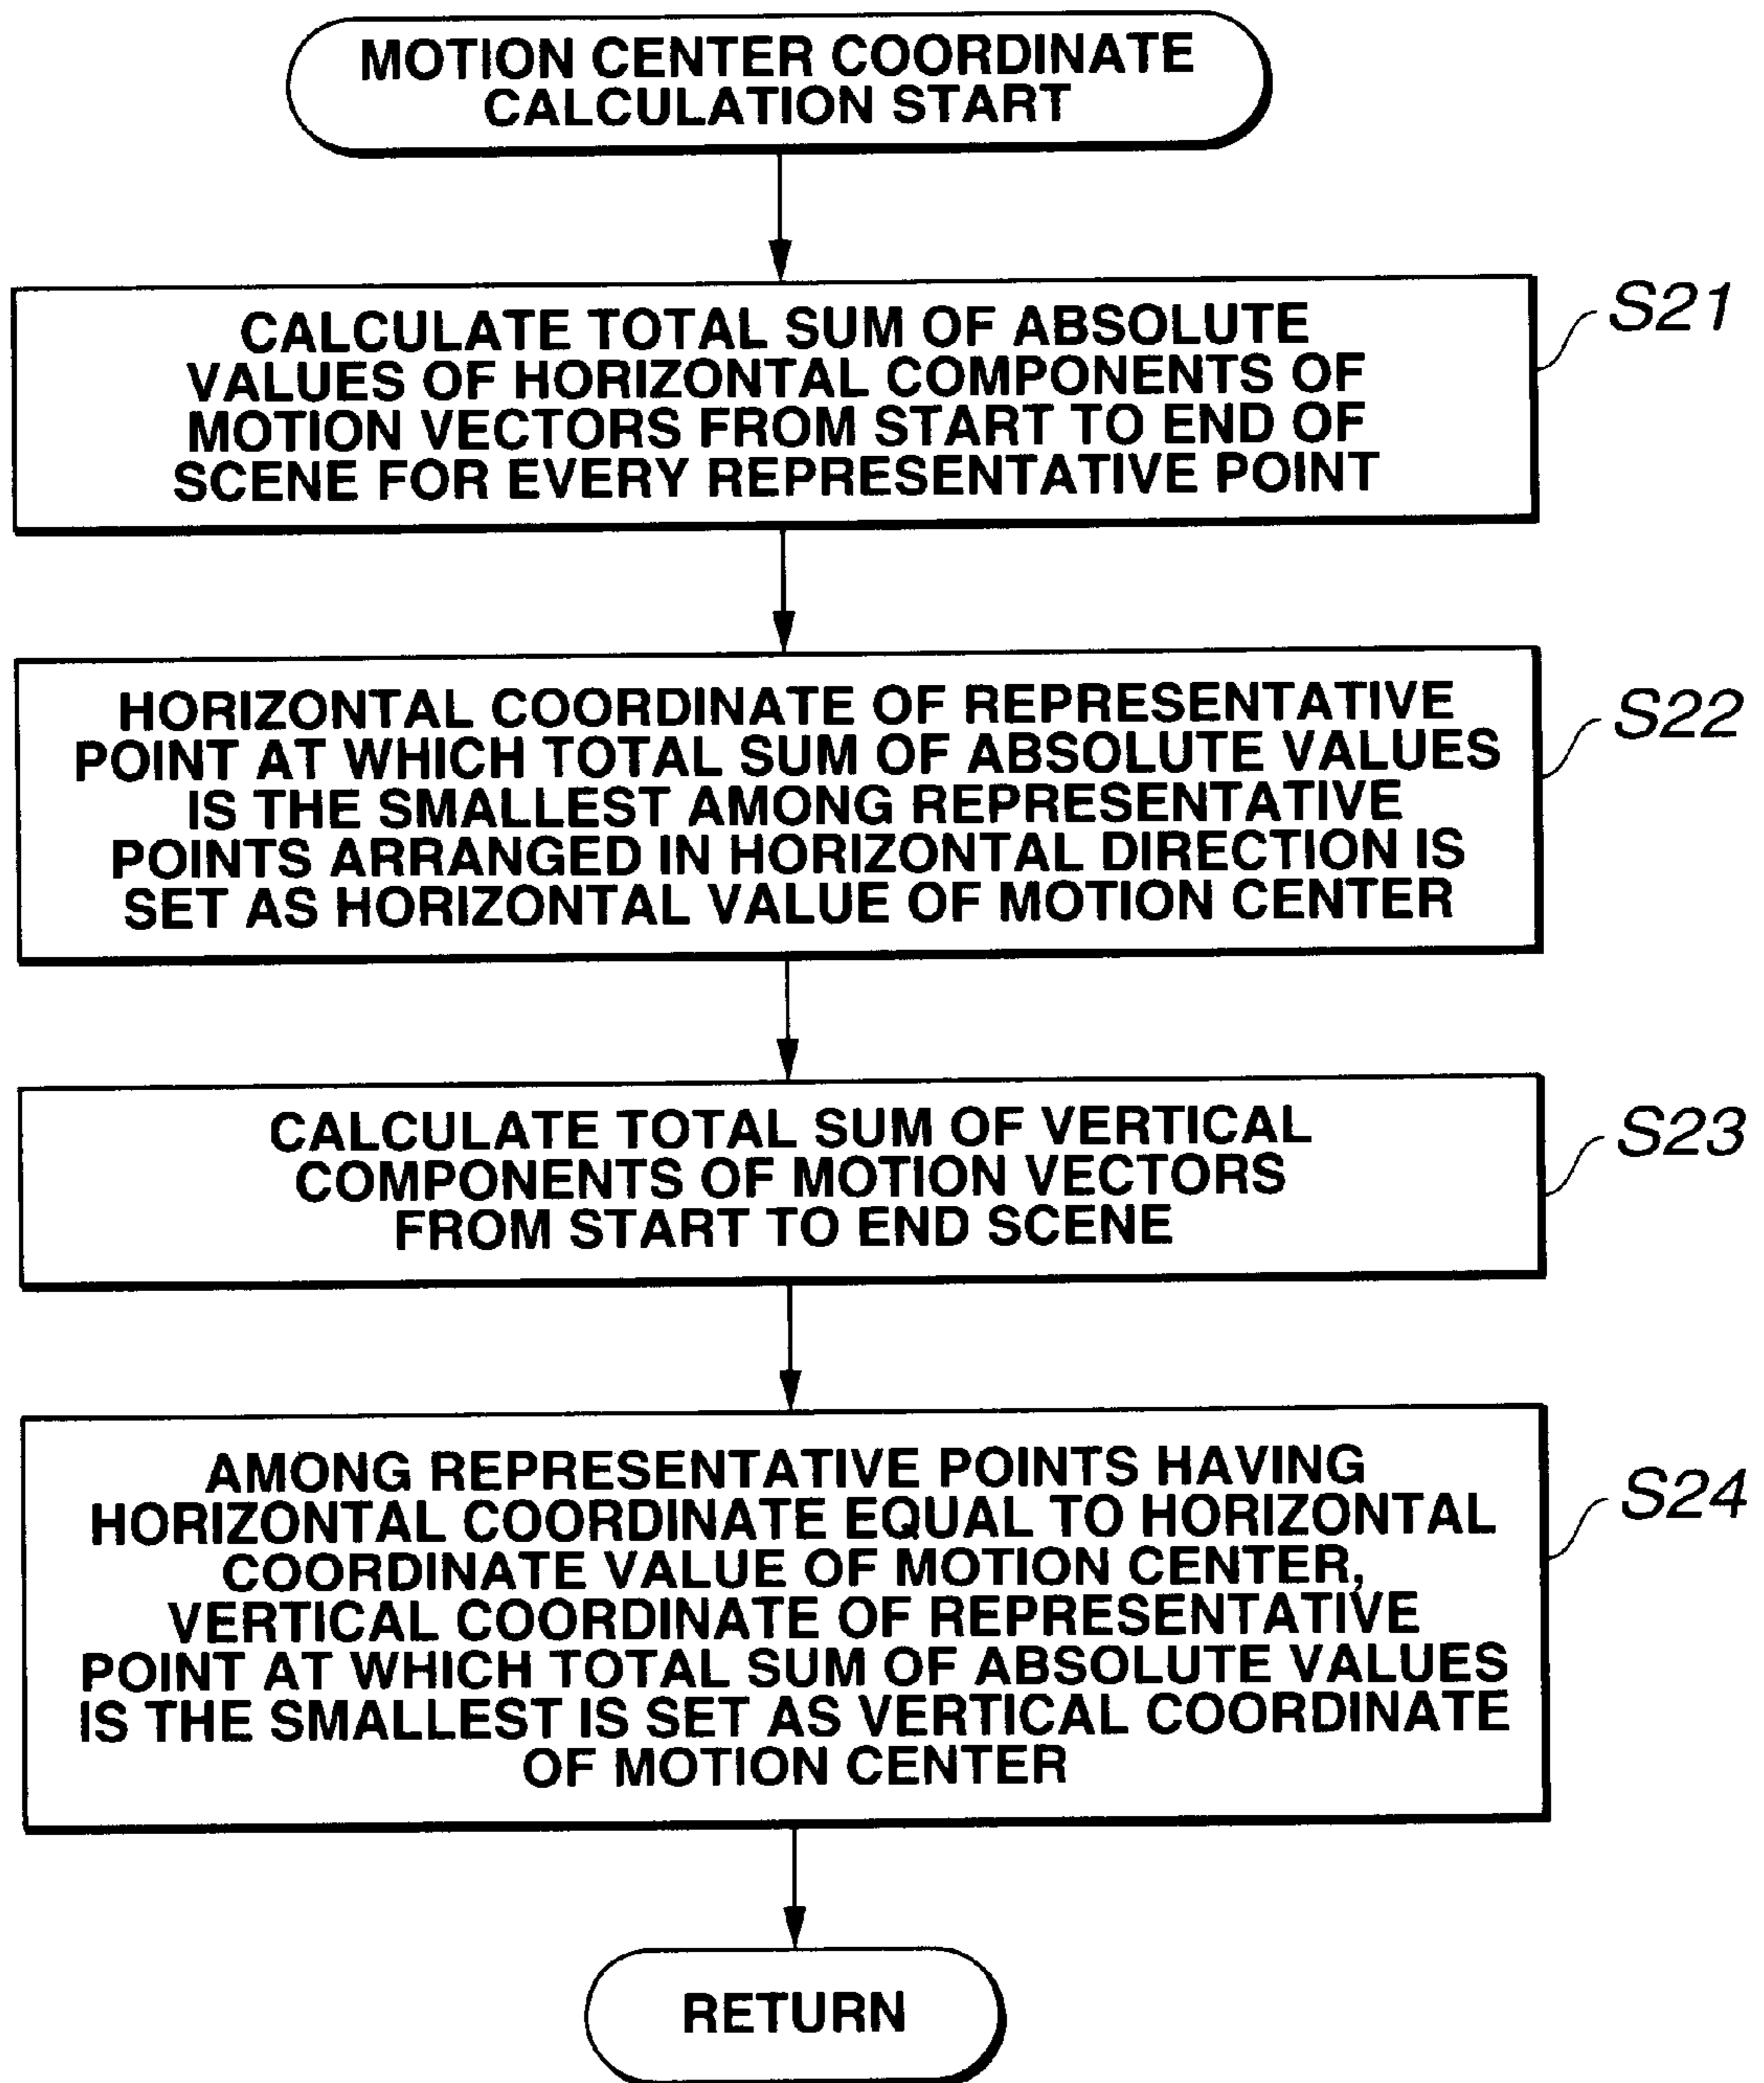 MOTION CENTER COORDINATE
CALCULATION START
S21
CALCULATE TOTAL SUM OF ABSOLUTE
VALUES OF HORIZONTAL COMPONENTS OF
MOTION VECTORS FROM START TO END OF
SCENE FOR EVERY REPRESENTATIVE POINT
S22
HORIZONTAL COORDINATE OF REPRESENTATIVE
POINT AT WHICH TOTAL SUM OF ABSOLUTE VALUES
IS THE SMALLEST AMONG REPRESENTATIVE
POINTS ARRANGED IN HORIZONTAL DIRECTION IS
SET AS HORIZONTAL VALUE OF MOTION CENTER
S23
CALCULATE TOTAL SUM OF VERTICAL
COMPONENTS OF MOTION VECTORS
FROM START TO END SCENE
S24
AMONG REPRESENTATIVE POINTS HAVING
HORIZONTAL COORDINATE EQUAL TO HORIZONTAL
COORDINATE VALUE OF MOTION CENTER,
VERTICAL COORDINATE OF REPRESENTATIVE
POINT AT WHICH TOTAL SUM OF ABSOLUTE VALUES
IS THE SMALLEST IS SET AS VERTICAL COORDINATE
OF MOTION CENTER
RETURN